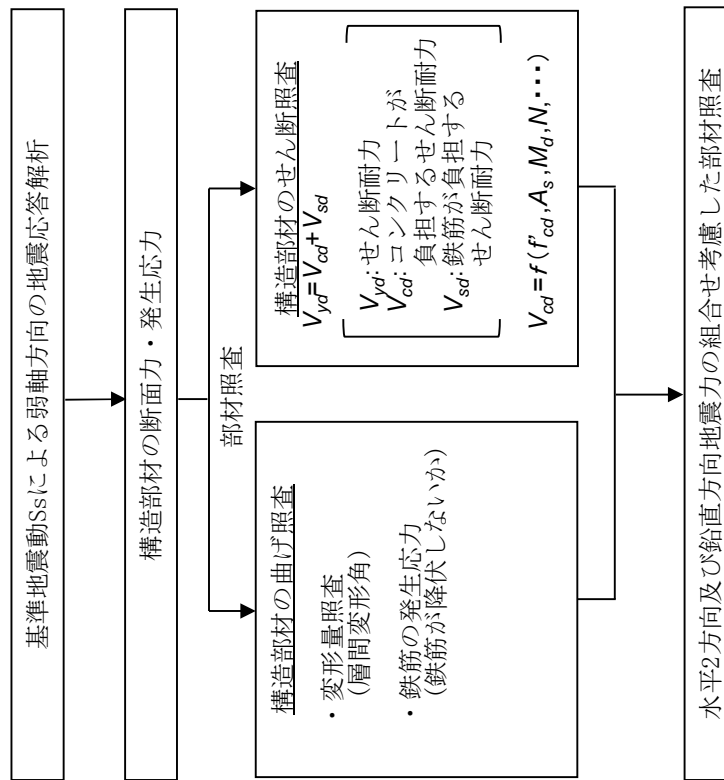 基準地震動Ssによる弱軸方向の地震応答解析
構造部材の断面力・発生応力
部材照査
構造部材の曲げ照査
・変形量照査
(層間変形角)
・鉄筋の発生応力
(鉄筋が降伏しないか)
構造部材のせん断照査
Vyd=Vcd+Vsd
Vyd:せん断耐力
Vcd:コンクリートが
負担するせん断耐力
Vsd:鉄筋が負担する
せん断耐力
Vcd=f(f'cd,As,Md,N,･･･)
水平2方向及び鉛直方向地震力の組合せ考慮した部材照査